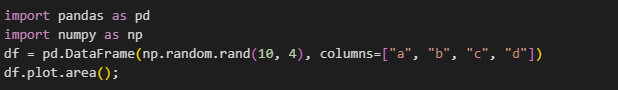 import pandas as pd
import numpy as np
df = pd.DataFrame(np.random.rand(10, 4), columns=["a", "b", "c", "d"])
df.plot.area();